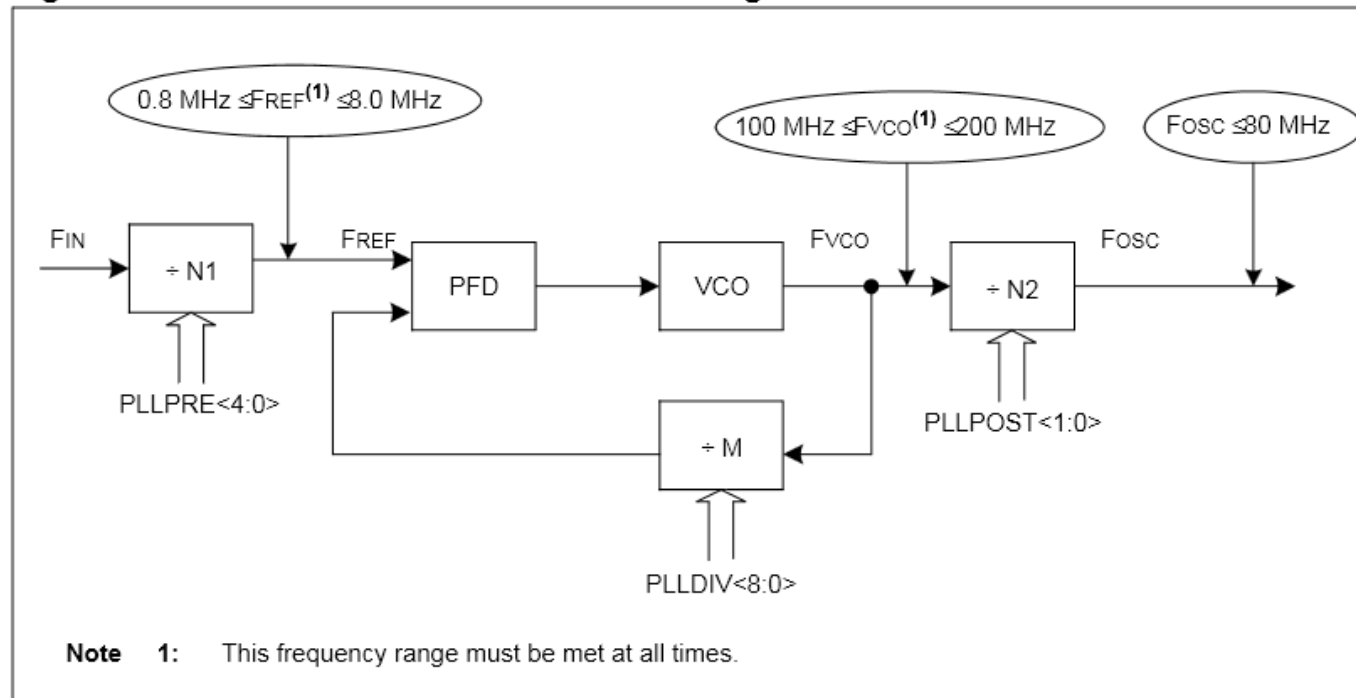 0.8 MHz ≤FREF(1) ≤8.0 MHz
100 MHz ≤FVCO(1) ≤200 MHz
FOSC ≤80 MHz
FIN
÷ N1
FREF
PFD
VCO
FVCO
÷ N2
FOSC
PLLPRE<4:0>
÷ M
PLLPOST<1:0>
PLLDIV<8:0>
Note 1: This frequency range must be met at all times.